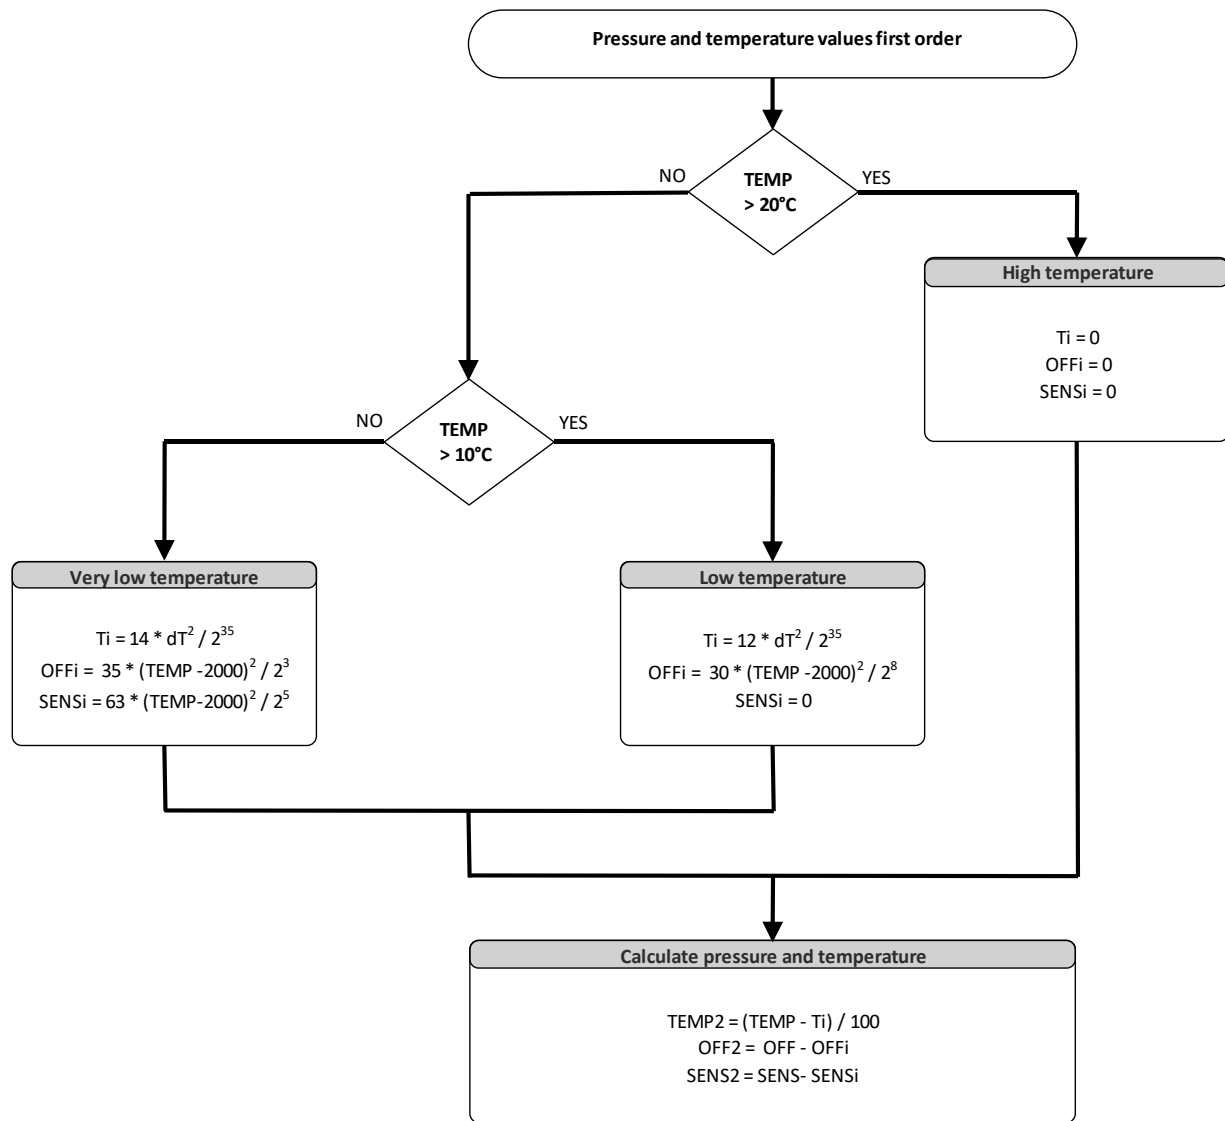 Pressure and temperature values first order
NO
TEMP
> 20°C
YES
High temperature
Ti = 0
OFFi = 0
SENSi = 0
NO
TEMP
> 10°C
YES
Very low temperature
Ti = 14 * dT² / 2³⁵
OFFi = 35 * (TEMP -2000)² / 2³
SENSi = 63 * (TEMP-2000)² / 2⁵
Low temperature
Ti = 12 * dT² / 2³⁵
OFFi = 30 * (TEMP -2000)² / 2⁸
SENSi = 0
Calculate pressure and temperature
TEMP2 = (TEMP - Ti) / 100
OFF2 = OFF - OFFi
SENS2 = SENS- SENSi